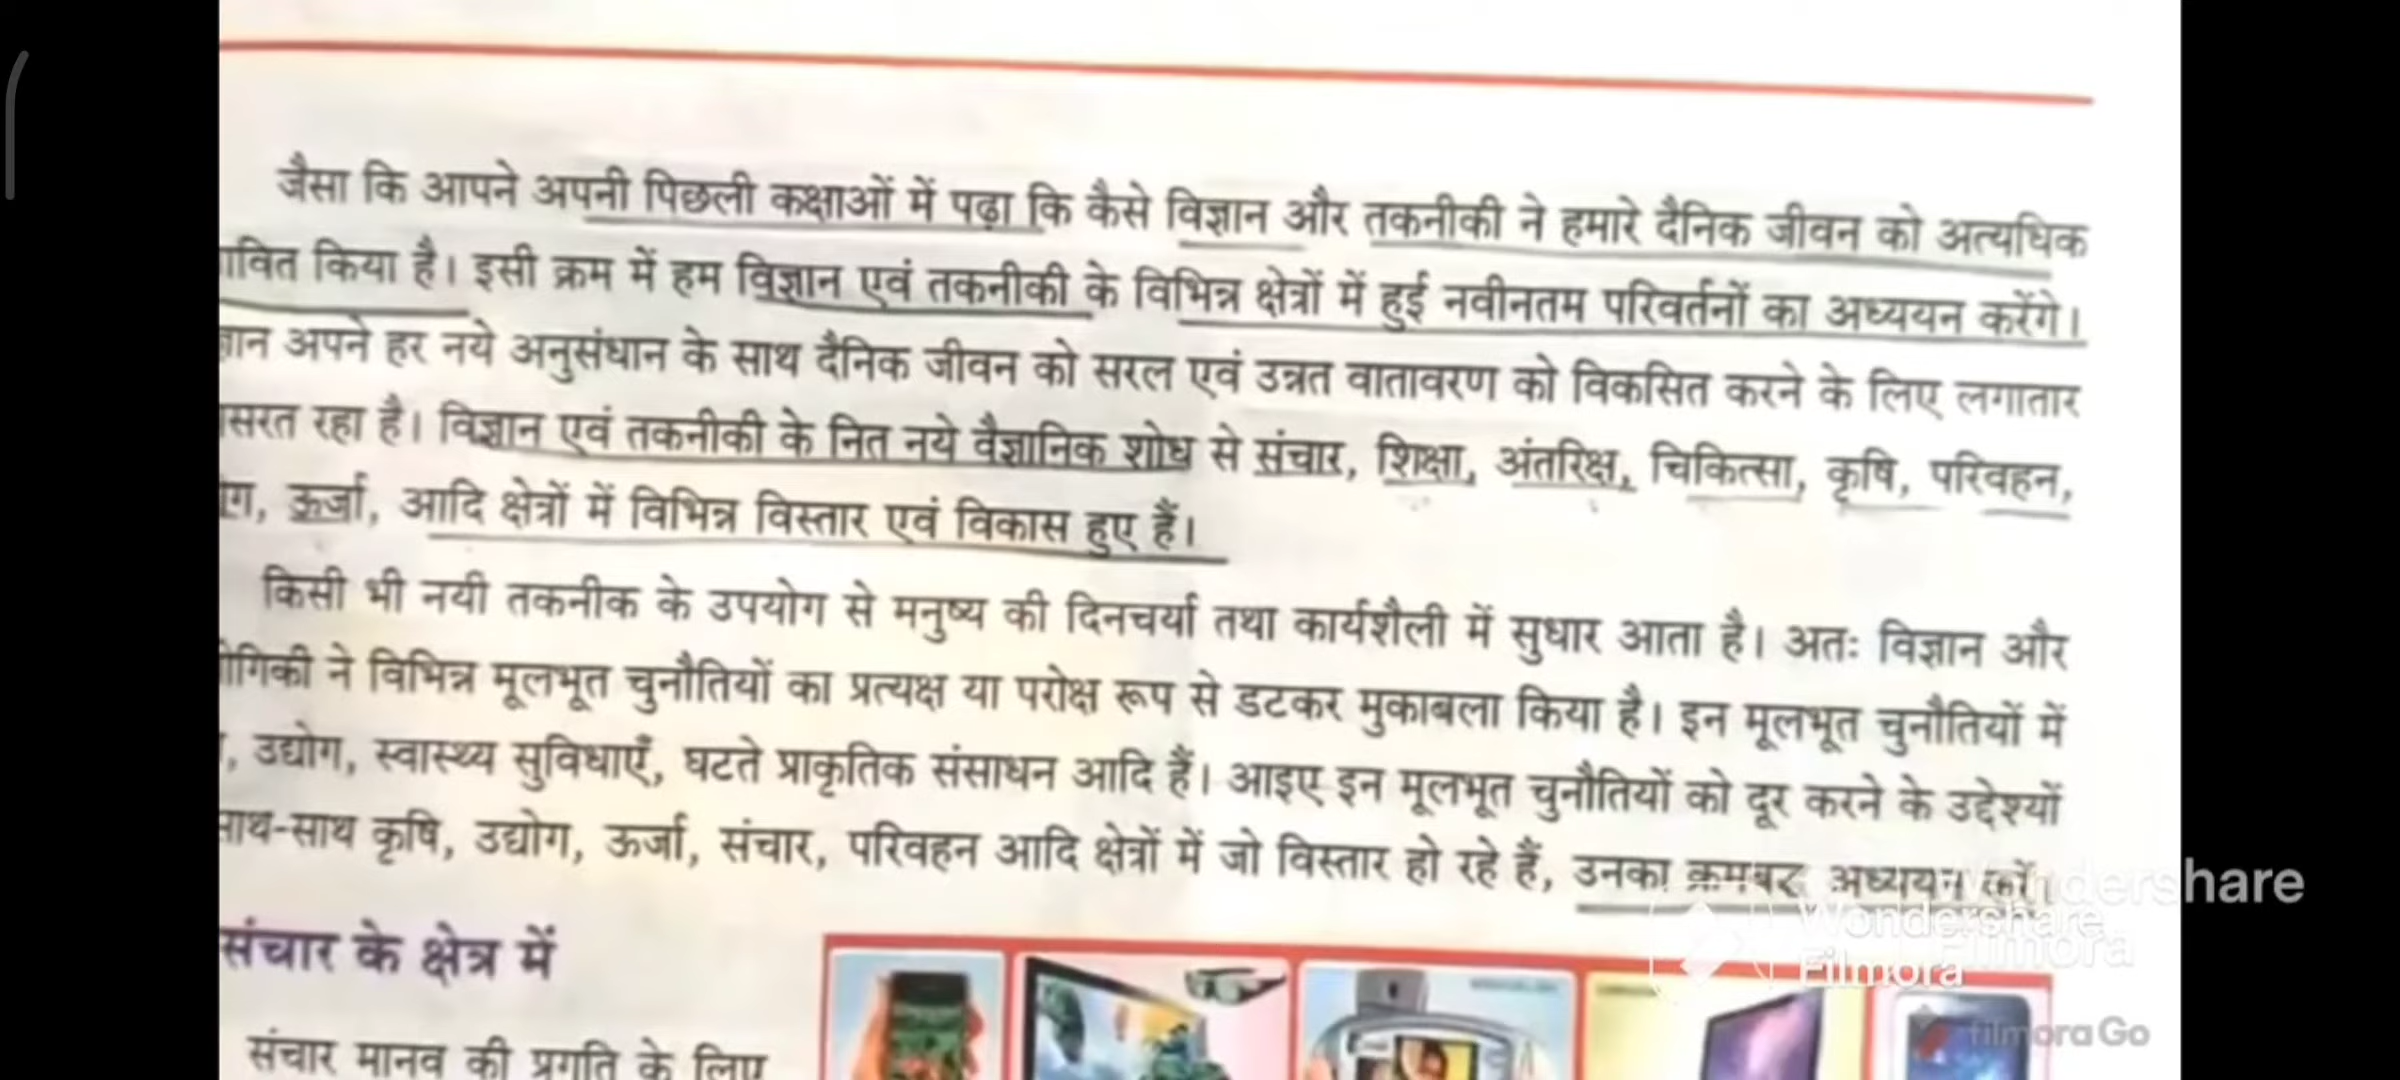 जैसा कि आपने अपनी पिछली कक्षाओं में पढ़ा कि कैसे विज्ञान और तकनीकी ने हमारे दैनिक जीवन को अत्यधिक
ावित किया है। इसी क्रम में हम विज्ञान एवं तकनीकी के विभिन्न क्षेत्रों में हुई नवीनतम परिवर्तनों का अध्ययन करेंगे।
ज्ञान अपने हर नये अनुसंधान के साथ दैनिक जीवन को सरल एवं उन्नत वातावरण को विकसित करने के लिए लगातार
सरत रहा है। विज्ञान एवं तकनीकी के नित नये वैज्ञानिक शोध से संचार, शिक्षा, अंतरिक्ष, चिकित्सा, कृषि, परिवहन,
ोग, ऊर्जा, आदि क्षेत्रों में विभिन्न विस्तार एवं विकास हुए हैं।
किसी भी नयी तकनीक के उपयोग से मनुष्य की दिनचर्या तथा कार्यशैली में सुधार आता है। अतः विज्ञान और
ोगिकी ने विभिन्न मूलभूत चुनौतियों का प्रत्यक्ष या परोक्ष रूप से डटकर मुकाबला किया है। इन मूलभूत चुनौतियों में
, उद्योग, स्वास्थ्य सुविधाएँ, घटते प्राकृतिक संसाधन आदि हैं। आइए इन मूलभूत चुनौतियों को दूर करने के उद्देश्यों
साथ-साथ कृषि, उद्योग, ऊर्जा, संचार, परिवहन आदि क्षेत्रों में जो विस्तार हो रहे हैं, उनका क्रमबद्ध अध्ययन करें।
संचार के क्षेत्र में
संचार मानव की प्रगति के लिए
Wondershare
Filmora
Wondershare
Filmora
filmoraGo